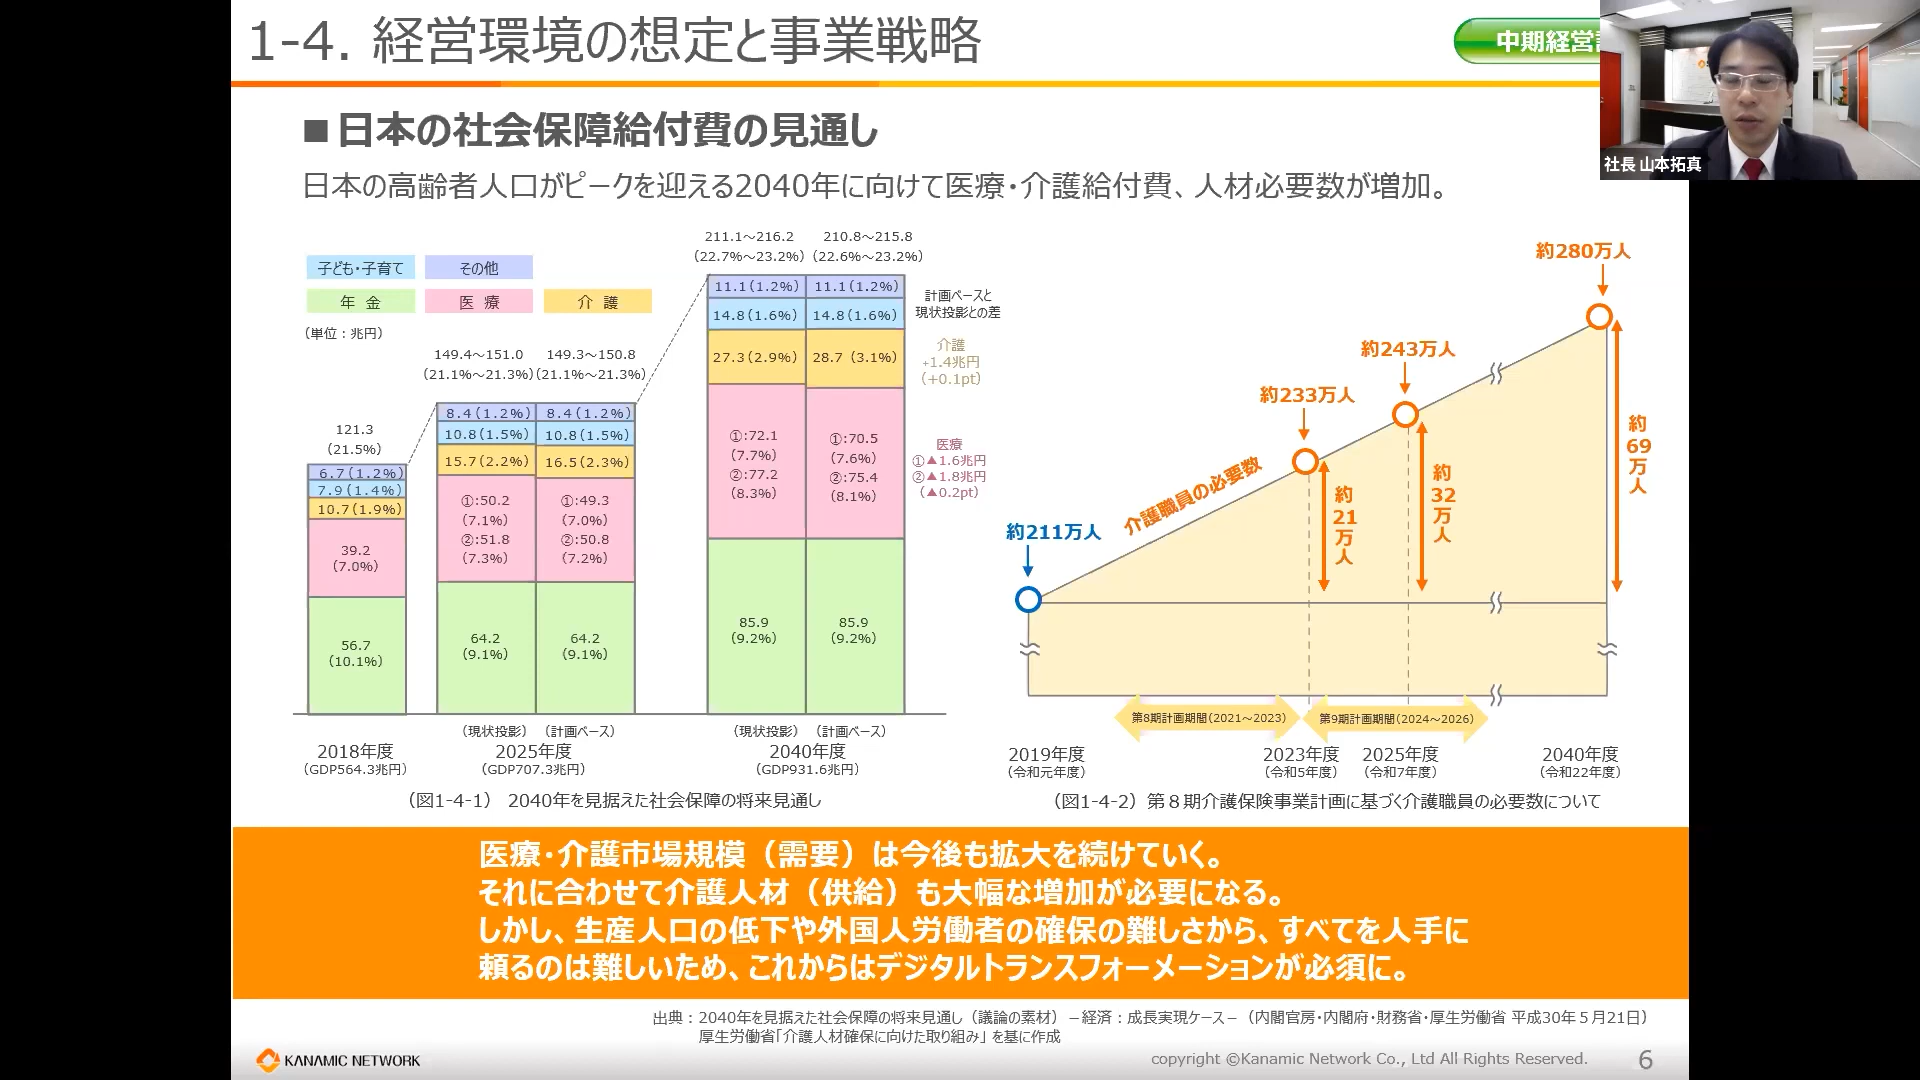 1-4. 経営環境の想定と事業戦略
中期経営
社長 山本拓真
■日本の社会保障給付費の見通し
日本の高齢者人口がピークを迎える2040年に向けて医療・介護給付費、人材必要数が増加。
子ども・子育て
その他
年 金
医 療
介 護
(単位：兆円)
121.3
(21.5%)
6.7(1.2%)
7.9(1.4%)
10.7(1.9%)
39.2
(7.0%)
56.7
(10.1%)
2018年度
(GDP564.3兆円)
149.4～151.0
(21.1%～21.3%)
8.4(1.2%)
10.8(1.5%)
15.7(2.2%)
①:50.2
(7.1%)
②:51.8
(7.3%)
64.2
(9.1%)
(現状投影)
149.3～150.8
(21.1%～21.3%)
8.4(1.2%)
10.8(1.5%)
16.5(2.3%)
①:49.3
(7.0%)
②:50.8
(7.2%)
64.2
(9.1%)
(計画ベース)
2025年度
(GDP707.3兆円)
211.1～216.2
(22.7%～23.2%)
11.1(1.2%)
14.8(1.6%)
27.3(2.9%)
①:72.1
(7.7%)
②:77.2
(8.3%)
85.9
(9.2%)
(現状投影)
210.8～215.8
(22.6%～23.2%)
11.1(1.2%)
14.8(1.6%)
28.7 (3.1%)
①:70.5
(7.6%)
②:75.4
(8.1%)
85.9
(9.2%)
(計画ベース)
2040年度
(GDP931.6兆円)
計画ベースと
現状投影との差
介護
+1.4兆円
(+0.1pt)
医療
①▲1.6兆円
②▲1.8兆円
(▲0.2pt)
(図1-4-1) 2040年を見据えた社会保障の将来見通し
約211万人
介護職員の必要数
約233万人
約243万人
約280万人
約21万人
約32万人
約69万人
第8期計画期間(2021～2023)
第9期計画期間(2024～2026)
2019年度
(令和元年度)
2023年度
(令和5年度)
2025年度
(令和7年度)
2040年度
(令和22年度)
(図1-4-2) 第８期介護保険事業計画に基づく介護職員の必要数について
医療・介護市場規模（需要）は今後も拡大を続けていく。
それに合わせて介護人材（供給）も大幅な増加が必要になる。
しかし、生産人口の低下や外国人労働者の確保の難しさから、すべてを人手に
頼るのは難しいため、これからはデジタルトランスフォーメーションが必須に。
出典：2040年を見据えた社会保障の将来見通し（議論の素材）－経済：成長実現ケース－（内閣官房・内閣府・財務省・厚生労働省 平成30年５月21日）
厚生労働省「介護人材確保に向けた取り組み」を基に作成
KANAMIC NETWORK
copyright ©Kanamic Network Co., Ltd All Rights Reserved.
6